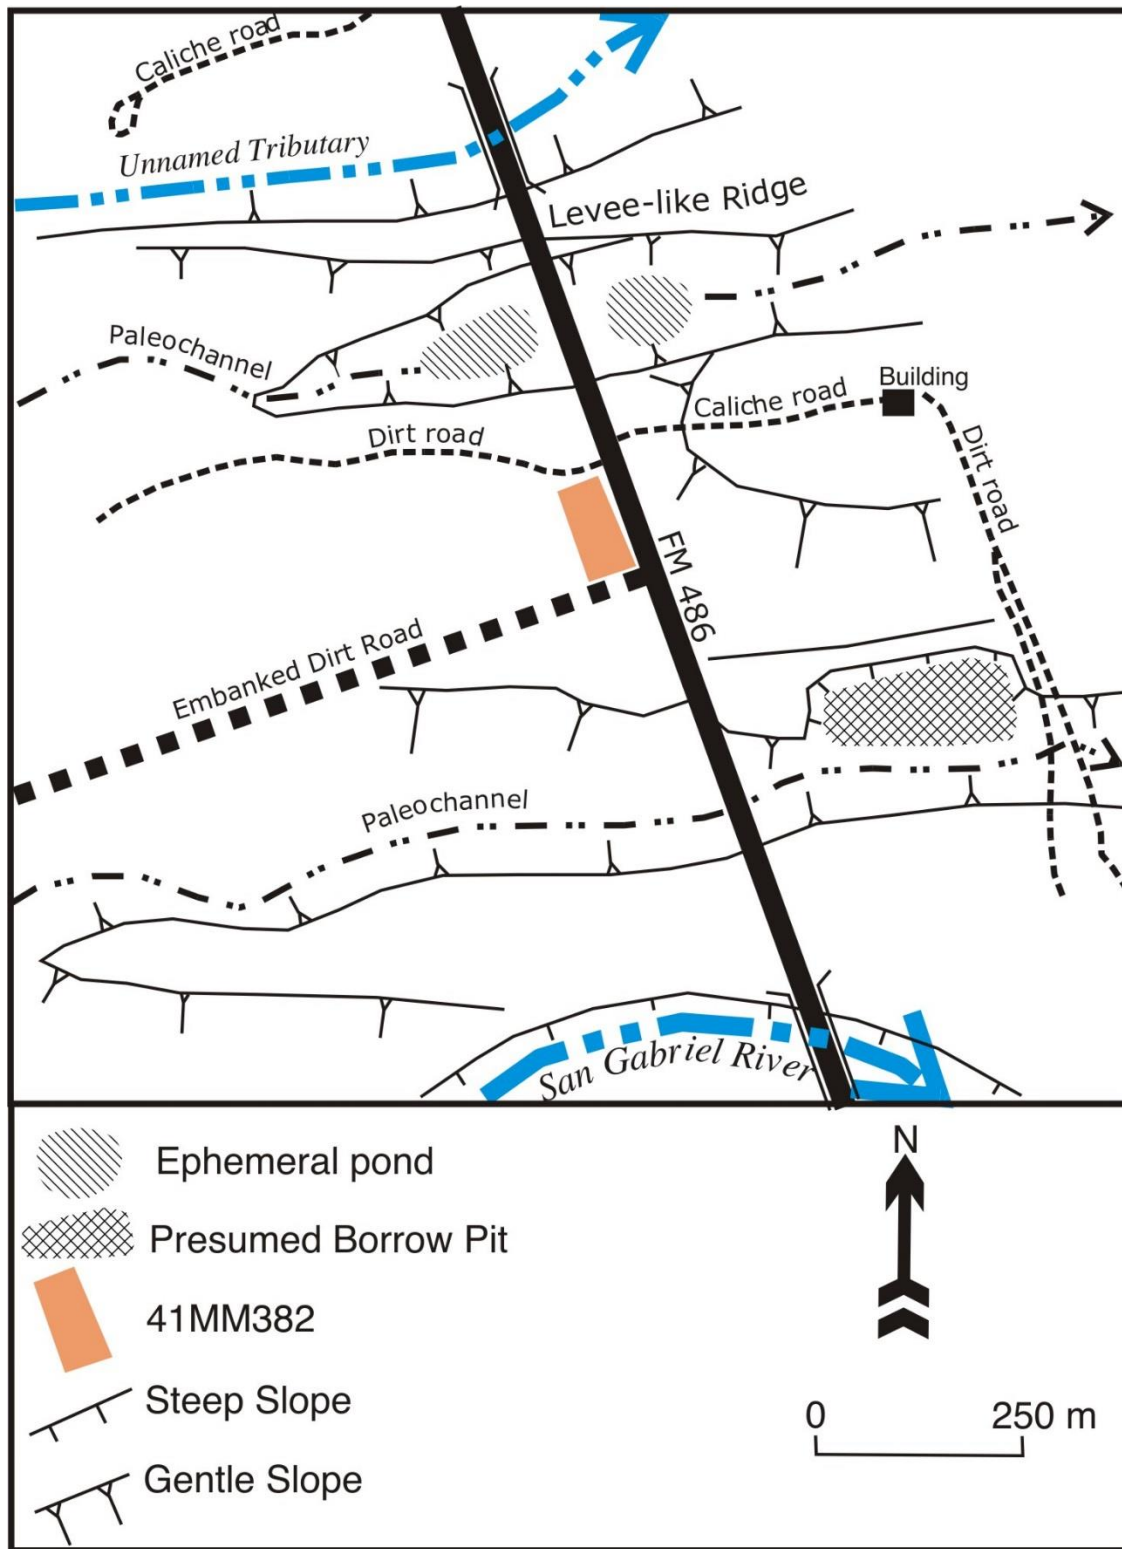 Caliche road
Unnamed Tributary
Levee-like Ridge
Paleochannel
Building
Caliche road
Dirt road
Dirt road
FM 486
Embanked Dirt Road
Paleochannel
San Gabriel River
N
Ephemeral pond
Presumed Borrow Pit
41MM382
Steep Slope
0 250 m
Gentle Slope